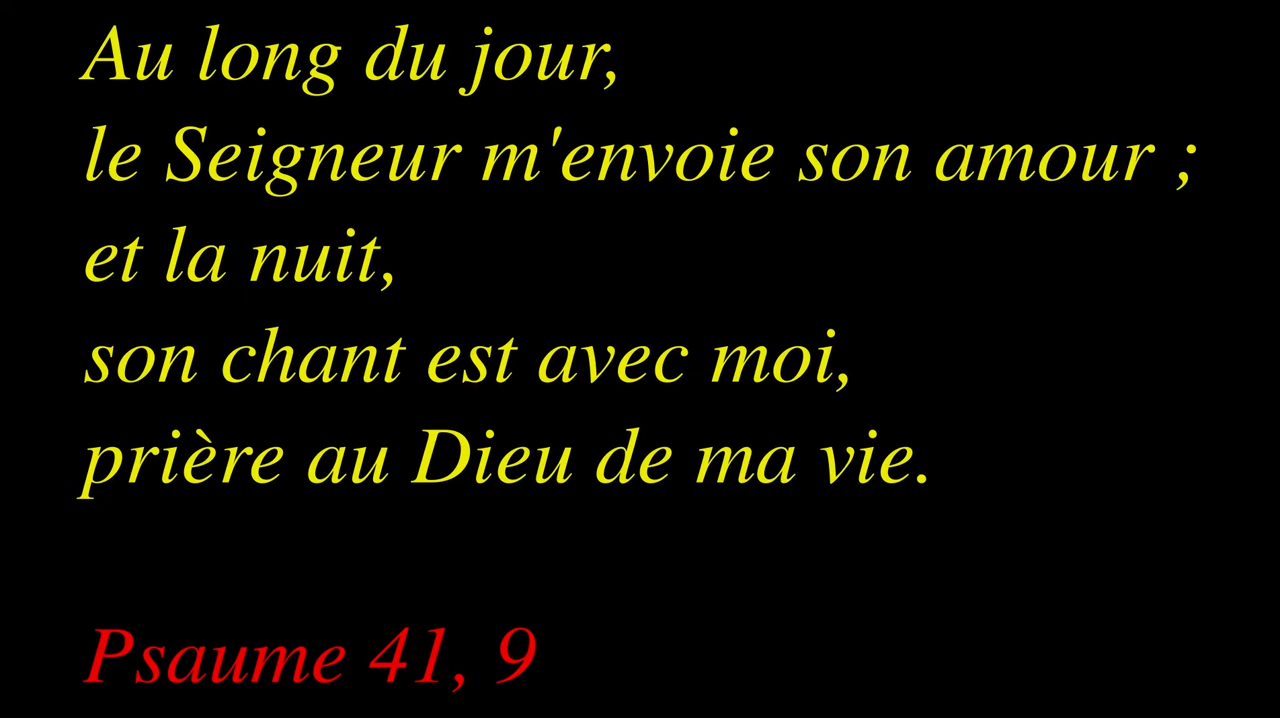 Au long du jour,
le Seigneur m'envoie son amour ;
et la nuit,
son chant est avec moi,
prière au Dieu de ma vie.
Psaume 41, 9